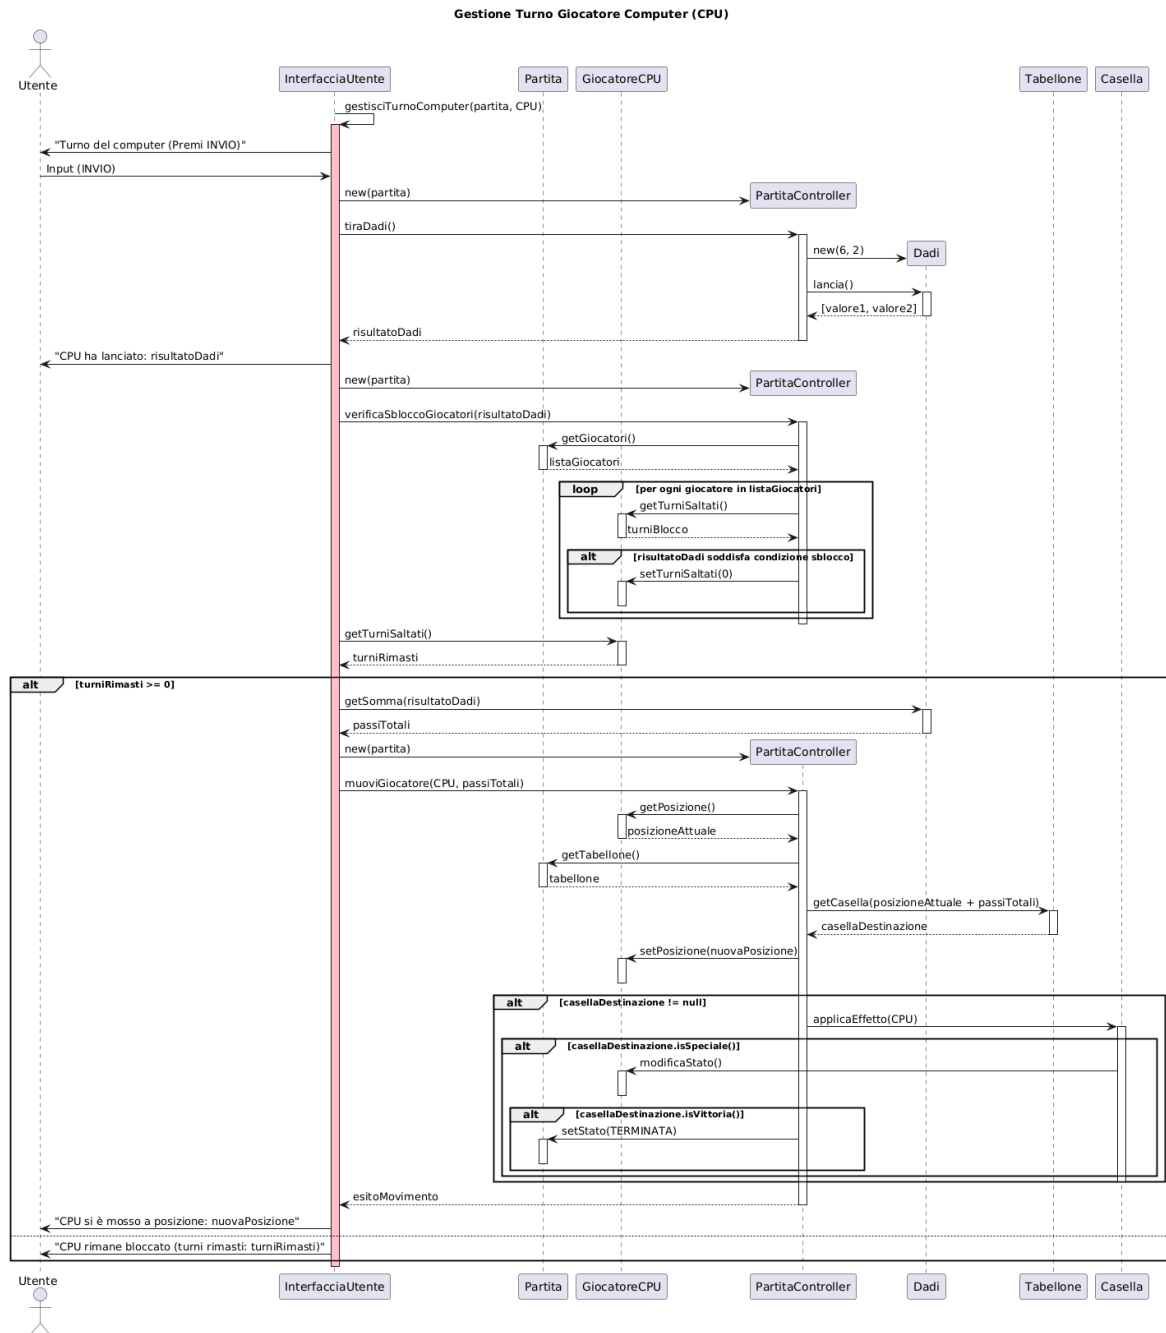 Gestione Turno Giocatore Computer (CPU)
Utente
InterfacciaUtente
Partita
GiocatoreCPU
Tabellone
Casella
gestisciTurnoComputer(partita, CPU)
"Turno del computer (Premi INVIO)"
Input (INVIO)
new(partita)
PartitaController
tiraDadi()
new(6, 2)
Dadi
lancia()
[valore1, valore2]
risultatoDadi
"CPU ha lanciato: risultatoDadi"
new(partita)
PartitaController
verificaSbloccoGiocatori(risultatoDadi)
getGiocatori()
listaGiocatori
loop [per ogni giocatore in listaGiocatori]
getTurniSaltati()
turniBlocco
alt [risultatoDadi soddisfa condizione sblocco]
setTurniSaltati(0)
getTurniSaltati()
turniRimasti
alt [turniRimasti >= 0]
getSomma(risultatoDadi)
passiTotali
new(partita)
PartitaController
muoviGiocatore(CPU, passiTotali)
getPosizione()
posizioneAttuale
getTabellone()
tabellone
getCasella(posizioneAttuale + passiTotali)
casellaDestinazione
setPosizione(nuovaPosizione)
alt [casellaDestinazione != null]
applicaEffetto(CPU)
alt [casellaDestinazione.isSpeciale()]
modificaStato()
alt [casellaDestinazione.isVittoria()]
setStato(TERMINATA)
esitoMovimento
"CPU si è mosso a posizione: nuovaPosizione"
"CPU rimane bloccato (turni rimasti: turniRimasti)"
Utente
InterfacciaUtente
Partita
GiocatoreCPU
PartitaController
Dadi
Tabellone
Casella